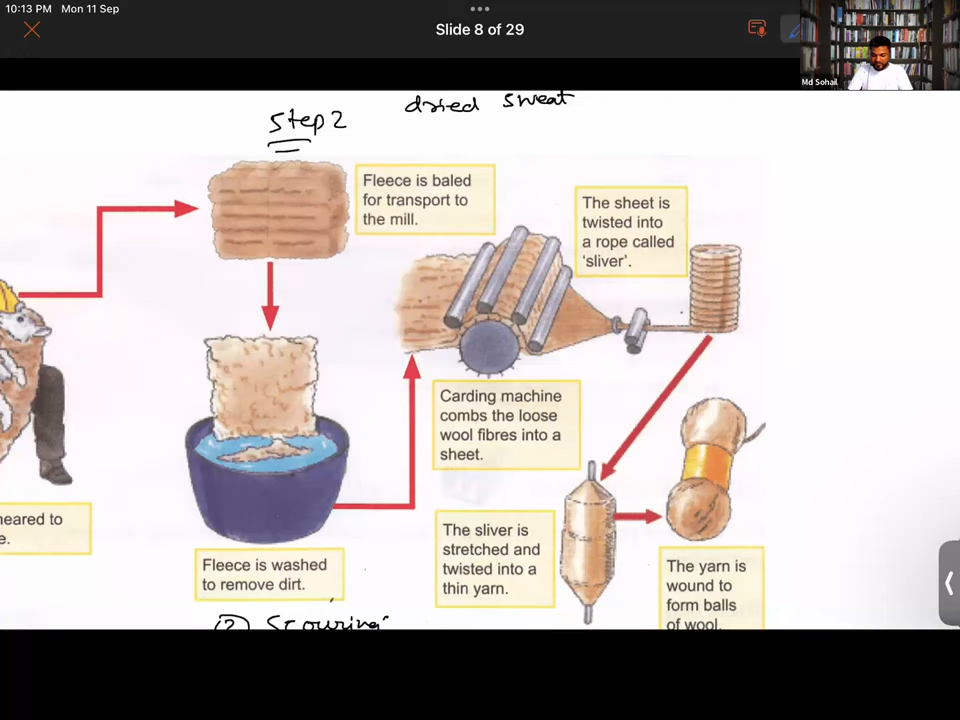 10:13 PM Mon 11 Sep
Slide 8 of 29
Md Sohail
dried sweat
Step 2
Fleece is baled
for transport to
the mill.
The sheet is
twisted into
a rope called
'sliver'.
Carding machine
combs the loose
wool fibres into a
sheet.
The sliver is
stretched and
twisted into a
thin yarn.
The yarn is
wound to
form balls
of wool.
Fleece is washed
to remove dirt.
(2) Scouring